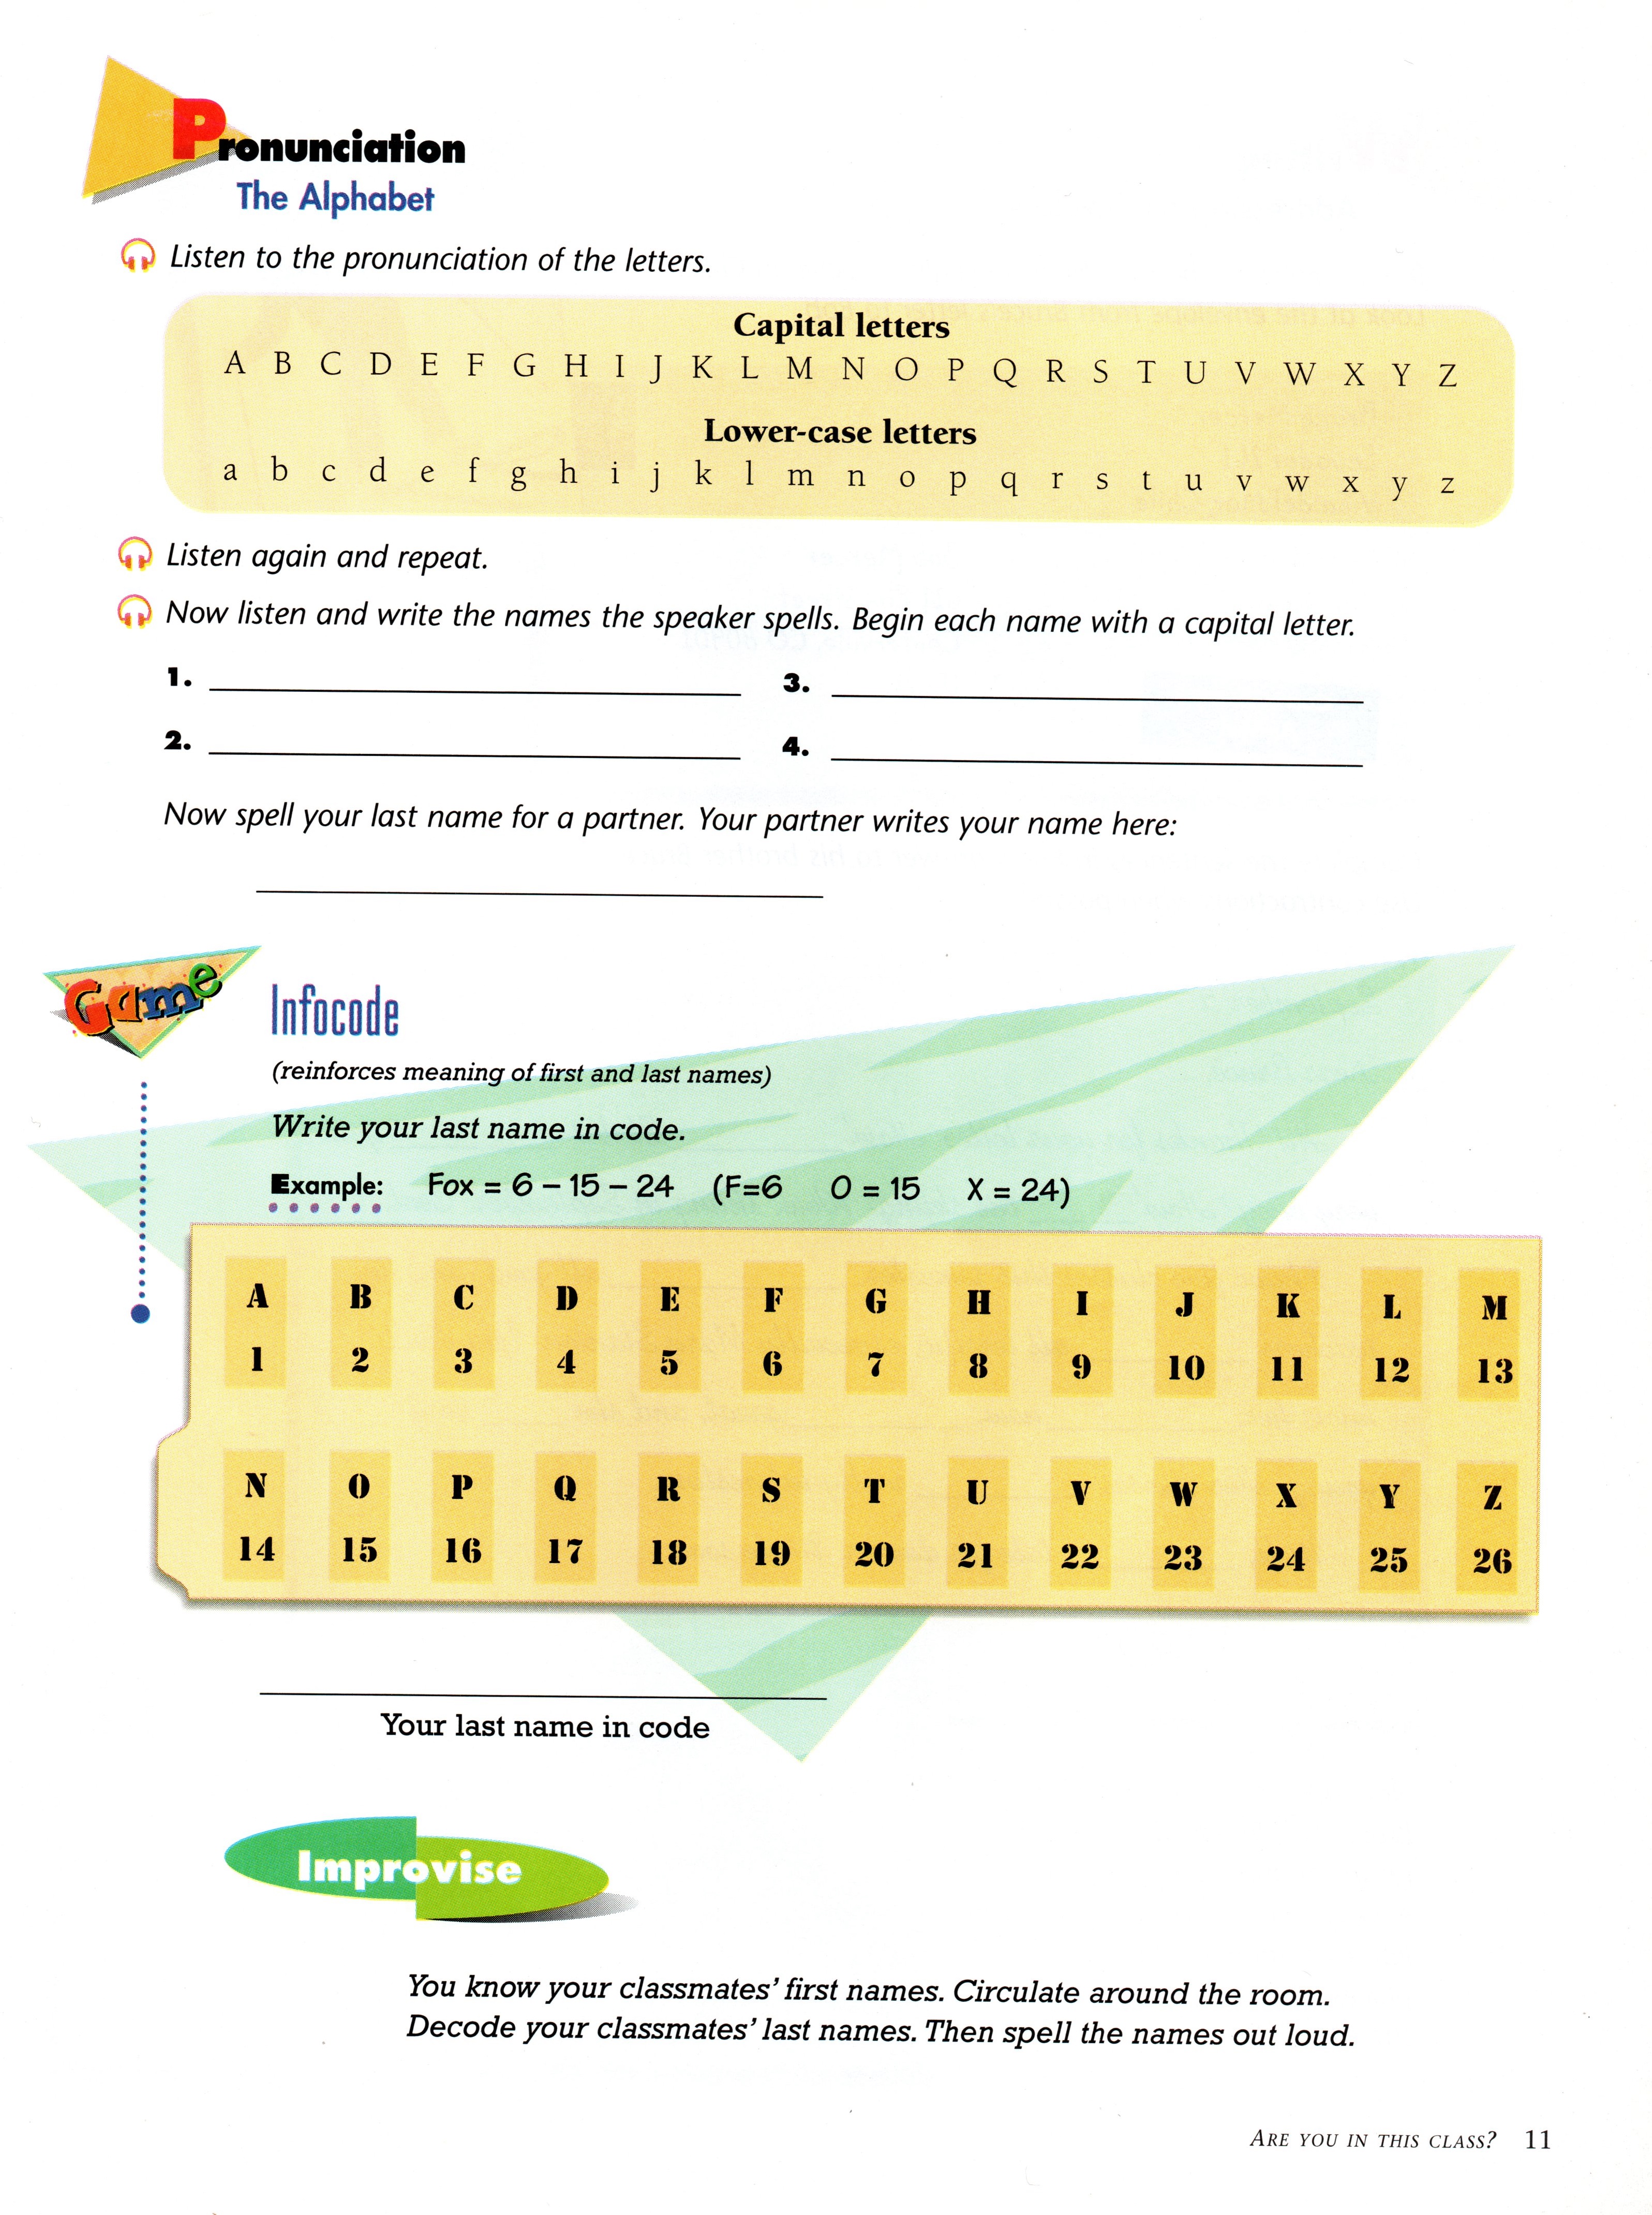 Pronunciation
The Alphabet
Listen to the pronunciation of the letters.
Capital letters
A B C D E F G H I J K L M N O P Q R S T U V W X Y Z
Lower-case letters
a b c d e f g h i j k l m n o p q r s t u v w x y z
Listen again and repeat.
Now listen and write the names the speaker spells. Begin each name with a capital letter.
1. 3.
2. 4.
Now spell your last name for a partner. Your partner writes your name here:
Game
Infocode
(reinforces meaning of first and last names)
Write your last name in code.
Example: Fox = 6 – 15 – 24 (F=6 O = 15 X = 24)
A B C D E F G H I J K L M
1 2 3 4 5 6 7 8 9 10 11 12 13
N O P Q R S T U V W X Y Z
14 15 16 17 18 19 20 21 22 23 24 25 26
Your last name in code
Improvise
You know your classmates' first names. Circulate around the room.
Decode your classmates' last names. Then spell the names out loud.
ARE YOU IN THIS CLASS? 11